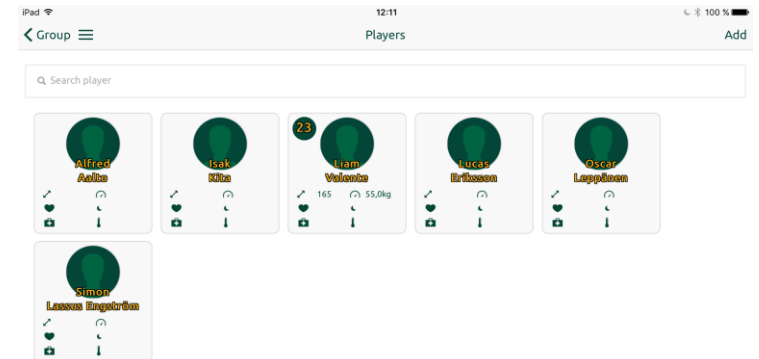 iPad 12:11 100 %
Group Players Add
Search player
Alfred
Aalto
Isak
Kita
23
Liam
Valente
165 55,0kg
Lucas
Eriksson
Oscar
Leppänen
Simon
Lassus Engström